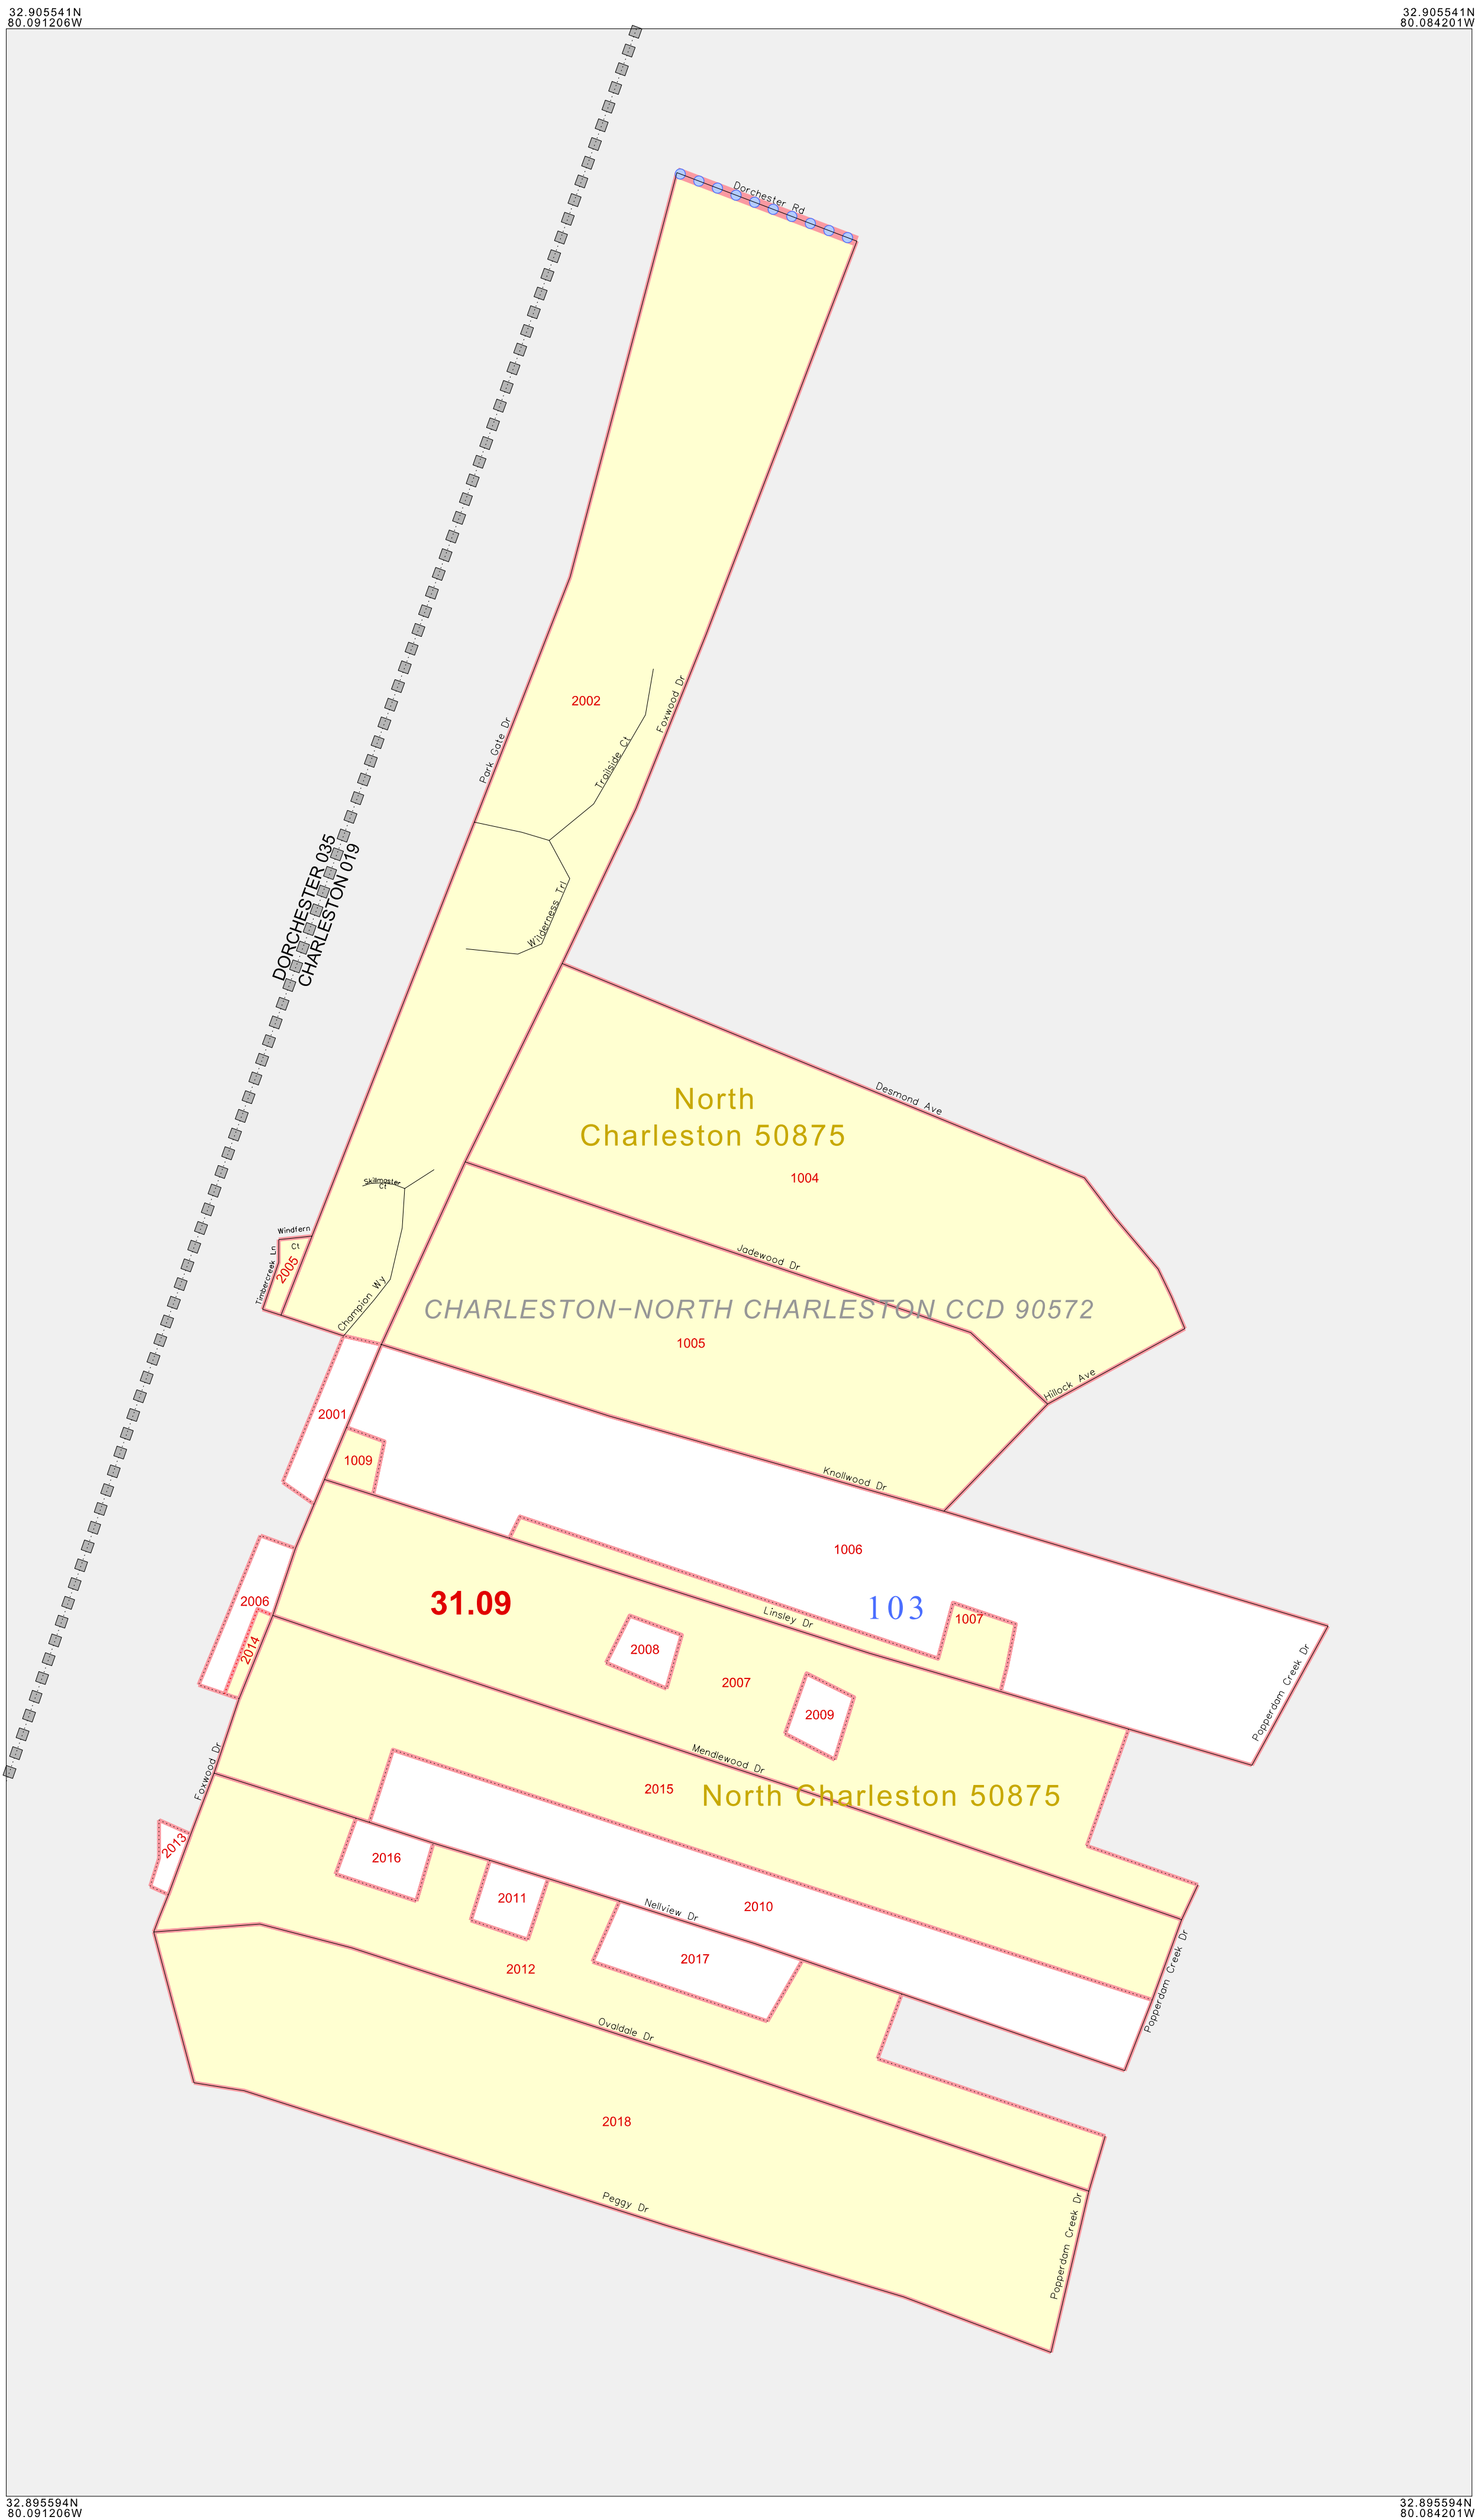 32.905541N
80.091206W
32.905541N
80.084201W
Dorchester Rd
2002
Foxwood Dr
Park Gate Dr
Trailside Ct
DORCHESTER 035
CHARLESTON 019
Wilderness Trl
Desmond Ave
North
Charleston 50875
1004
Skillmaster
Ct
Windfern
Ct
Timbercreek Ln
2005
Jadewood Dr
Champion Wy
CHARLESTON-NORTH CHARLESTON CCD 90572
1005
Hillock Ave
2001
1009
Knollwood Dr
1006
2006
31.09
103
Linsley Dr
1007
2014
2008
2007
2009
Popperdam Creek Dr
Foxwood Dr
Mendlewood Dr
2015
North Charleston 50875
2013
2016
2011
2010
Nellview Dr
2017
2012
Popperdam Creek Dr
Ovaldale Dr
2018
Peggy Dr
Popperdam Creek Dr
32.895594N
80.091206W
32.895594N
80.084201W